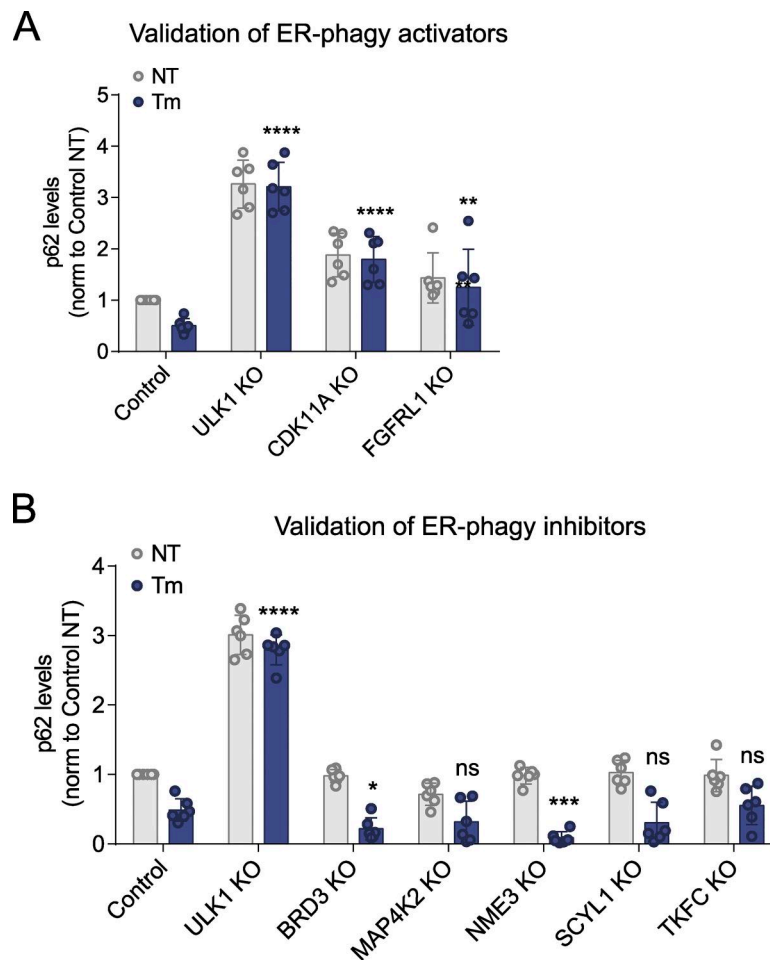 A
Validation of ER-phagy activators
NT
Tm
p62 levels
(norm to Control NT)
5
4
3
2
1
0
****
****
**
**
Control
ULK1 KO
CDK11A KO
FGFRL1 KO
B
Validation of ER-phagy inhibitors
NT
Tm
p62 levels
(norm to Control NT)
4
3
2
1
0
****
*
ns
***
ns
ns
Control
ULK1 KO
BRD3 KO
MAP4K2 KO
NME3 KO
SCYL1 KO
TKFC KO